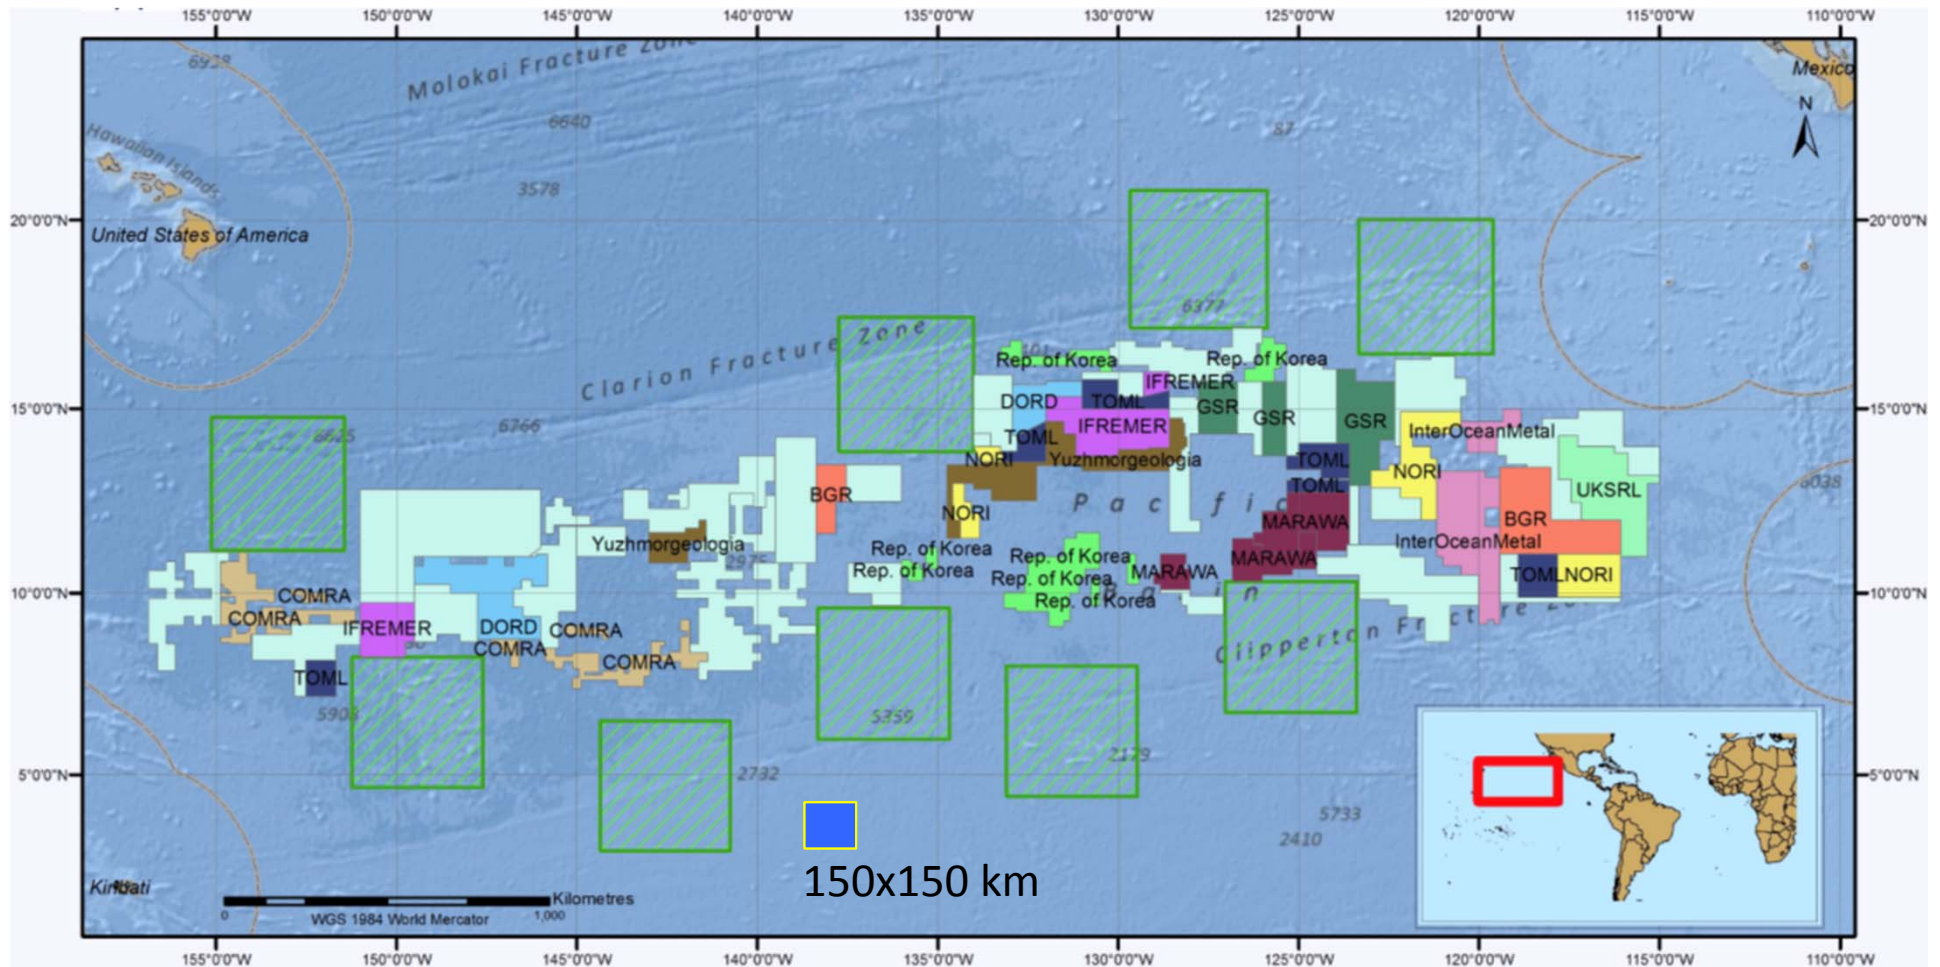 155°0'0"W 150°0'0"W 145°0'0"W 140°0'0"W 135°0'0"W 130°0'0"W 125°0'0"W 120°0'0"W 115°0'0"W 110°0'0"W
Molokai Fracture Zone
6640
87
Mexico
N
Hawaiian Islands
3578
20°0'0"N
20°0'0"N
United States of America
6377
Clarion Fracture Zone
Rep. of Korea
Rep. of Korea
IFREMER
DORD
TOML
GSR
GSR
GSR
15°0'0"N
15°0'0"N
6766
IFREMER
InterOceanMetal
TOML
NORI
Yuzhmorgeologia
TOML
NORI
TOML
BGR
UKSRL
6038
Pacific
NORI
MARAWA
BGR
Yuzhmorgeologia
Rep. of Korea
Rep. of Korea
InterOceanMetal
2975
Rep. of Korea
MARAWA
MARAWA
TOML
NORI
Rep. of Korea
10°0'0"N
10°0'0"N
COMRA
Rep. of Korea
Basin
COMRA
IFREMER
DORD
COMRA
Clipperton Fracture Zo
COMRA
COMRA
TOML
5903
5359
2179
5°0'0"N
2732
5°0'0"N
5733
2410
150x150 km
Kiribati
Kilometres
0 1,000
WGS 1984 World Mercator
155°0'0"W 150°0'0"W 145°0'0"W 140°0'0"W 135°0'0"W 130°0'0"W 125°0'0"W 120°0'0"W 115°0'0"W 110°0'0"W